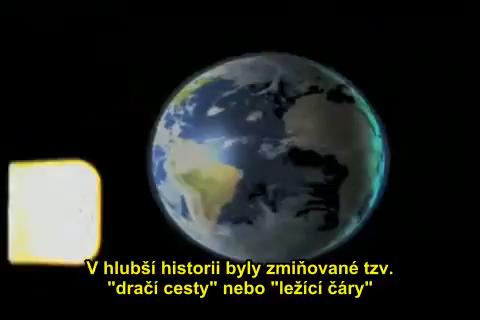 V hlubší historii byly zmiňované tzv.
"dračí cesty" nebo "ležící čáry"